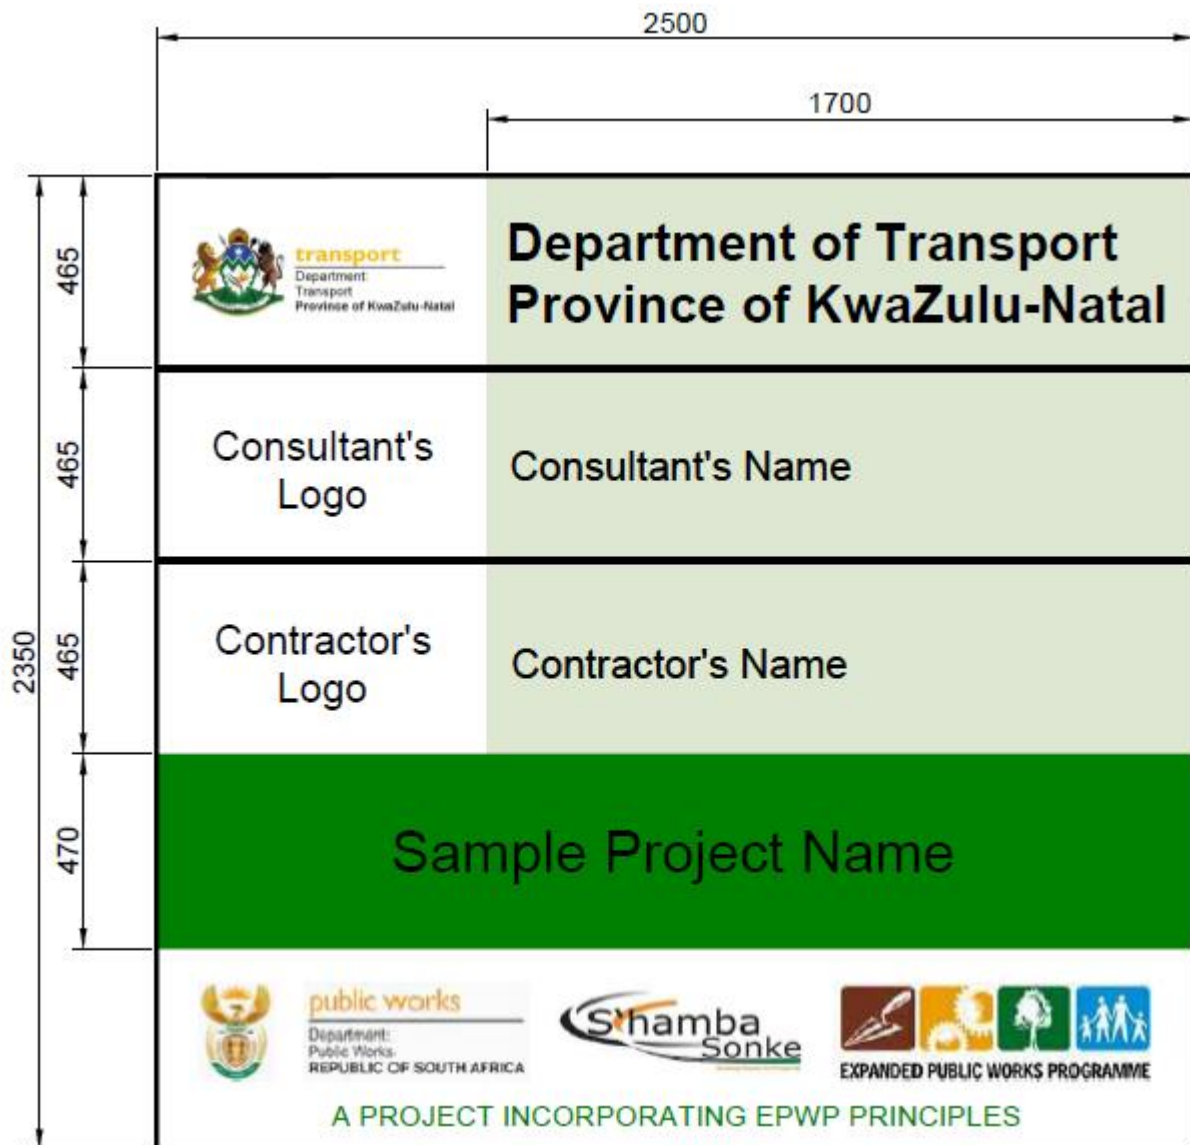 2500
1700
2350
465
465
465
470
transport
Department:
Transport
Province of KwaZulu-Natal
Department of Transport
Province of KwaZulu-Natal
Consultant's
Logo
Consultant's Name
Contractor's
Logo
Contractor's Name
Sample Project Name
public works
Department:
Public Works
REPUBLIC OF SOUTH AFRICA
S'hamba
Sonke
EXPANDED PUBLIC WORKS PROGRAMME
A PROJECT INCORPORATING EPWP PRINCIPLES